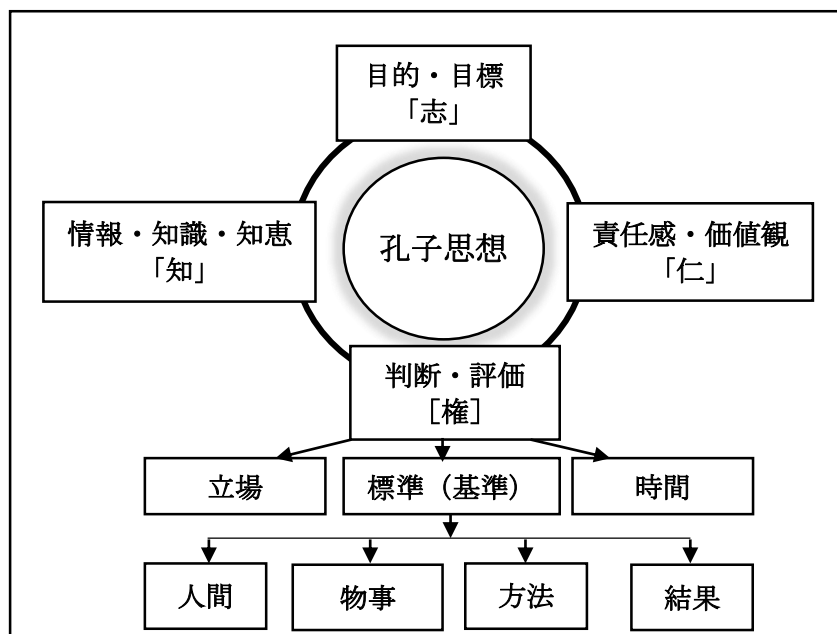 目的・目標
「志」
情報・知識・知恵
「知」
孔子思想
責任感・価値観
「仁」
判断・評価
［権］
立場
標準（基準）
時間
人間
物事
方法
結果